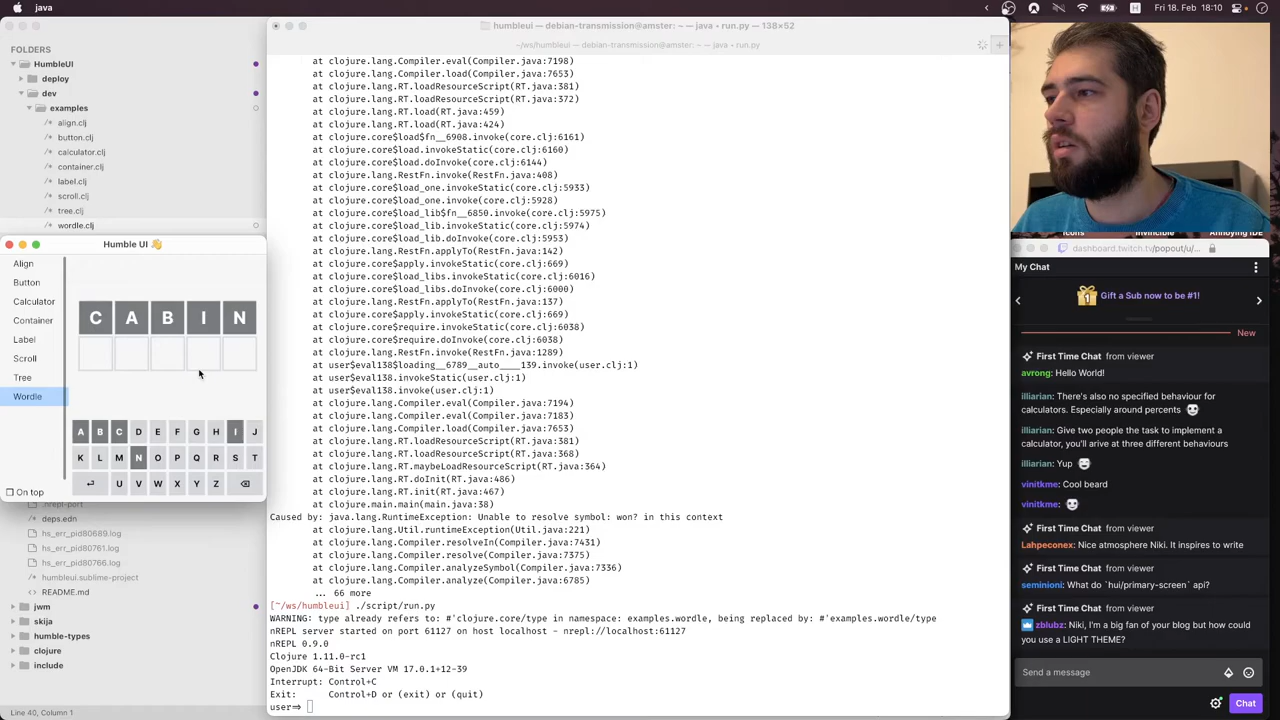 java
Fri 18. Feb 18:10
FOLDERS
HumbleUI
deploy
dev
examples
/* align.clj
/* button.clj
/* calculator.clj
/* container.clj
/* label.clj
/* scroll.clj
/* tree.clj
/* wordle.clj
Humble UI 👋
Align
Button
Calculator
Container
Label
Scroll
Tree
Wordle
On top
C A B I N
A B C D E F G H I J
K L M N O P Q R S T
U V W X Y Z
.nrepl-port
deps.edn
hs_err_pid80689.log
hs_err_pid80761.log
hs_err_pid80766.log
humbleui.sublime-project
README.md
jwm
skija
humble-types
clojure
include
Line 40, Column 1
humbleui — debian-transmission@amster: ~ — java • run.py — 138×52
~/ws/humbleui — debian-transmission@amster: ~ — java • run.py
at clojure.lang.Compiler.eval(Compiler.java:7198)
at clojure.lang.Compiler.load(Compiler.java:7653)
at clojure.lang.RT.loadResourceScript(RT.java:381)
at clojure.lang.RT.loadResourceScript(RT.java:372)
at clojure.lang.RT.load(RT.java:459)
at clojure.lang.RT.load(RT.java:424)
at clojure.core$load$fn__6908.invoke(core.clj:6161)
at clojure.core$load.invokeStatic(core.clj:6160)
at clojure.core$load.doInvoke(core.clj:6144)
at clojure.lang.RestFn.invoke(RestFn.java:408)
at clojure.core$load_one.invokeStatic(core.clj:5933)
at clojure.core$load_one.invoke(core.clj:5928)
at clojure.core$load_lib$fn__6850.invoke(core.clj:5975)
at clojure.core$load_lib.invokeStatic(core.clj:5974)
at clojure.core$load_lib.doInvoke(core.clj:5953)
at clojure.lang.RestFn.applyTo(RestFn.java:142)
at clojure.core$apply.invokeStatic(core.clj:669)
at clojure.core$load_libs.invokeStatic(core.clj:6016)
at clojure.core$load_libs.doInvoke(core.clj:6000)
at clojure.lang.RestFn.applyTo(RestFn.java:137)
at clojure.core$apply.invokeStatic(core.clj:669)
at clojure.core$require.invokeStatic(core.clj:6038)
at clojure.core$require.doInvoke(core.clj:6038)
at clojure.lang.RestFn.invoke(RestFn.java:1289)
at user$eval138$loading__6789__auto____139.invoke(user.clj:1)
at user$eval138.invokeStatic(user.clj:1)
at user$eval138.invoke(user.clj:1)
at clojure.lang.Compiler.eval(Compiler.java:7194)
at clojure.lang.Compiler.eval(Compiler.java:7183)
at clojure.lang.Compiler.load(Compiler.java:7653)
at clojure.lang.RT.loadResourceScript(RT.java:381)
at clojure.lang.RT.loadResourceScript(RT.java:368)
at clojure.lang.RT.maybeLoadResourceScript(RT.java:364)
at clojure.lang.RT.doInit(RT.java:486)
at clojure.lang.RT.init(RT.java:467)
at clojure.main.main(main.java:38)
Caused by: java.lang.RuntimeException: Unable to resolve symbol: won? in this context
at clojure.lang.Util.runtimeException(Util.java:221)
at clojure.lang.Compiler.resolveIn(Compiler.java:7431)
at clojure.lang.Compiler.resolve(Compiler.java:7375)
at clojure.lang.Compiler.analyzeSymbol(Compiler.java:7336)
at clojure.lang.Compiler.analyze(Compiler.java:6785)
... 66 more
[~/ws/humbleui] ./script/run.py
WARNING: type already refers to: #'clojure.core/type in namespace: examples.wordle, being replaced by: #'examples.wordle/type
nREPL server started on port 61127 on host localhost - nrepl://localhost:61127
nREPL 0.9.0
Clojure 1.11.0-rc1
OpenJDK 64-Bit Server VM 17.0.1+12-39
Interrupt: Control+C
Exit: Control+D or (exit) or (quit)
user=>
Icons Invincible Annoying IDE
dashboard.twitch.tv/popout/u/...
My Chat
1
Gift a Sub now to be #1!
New
First Time Chat from viewer
avrong: Hello World!
illiarian: There's also no specified behaviour for
calculators. Especially around percents
illiarian: Give two people the task to implement a
calculator, you'll arive at three different behaviours
illiarian: Yup
vinitkme: Cool beard
vinitkme:
First Time Chat from viewer
Lahpeconex: Nice atmosphere Niki. It inspires to write
First Time Chat from viewer
seminioni: What do `hui/primary-screen` api?
First Time Chat from viewer
zblubz: Niki, I'm a big fan of your blog but how could
you use a LIGHT THEME?
Send a message
Chat